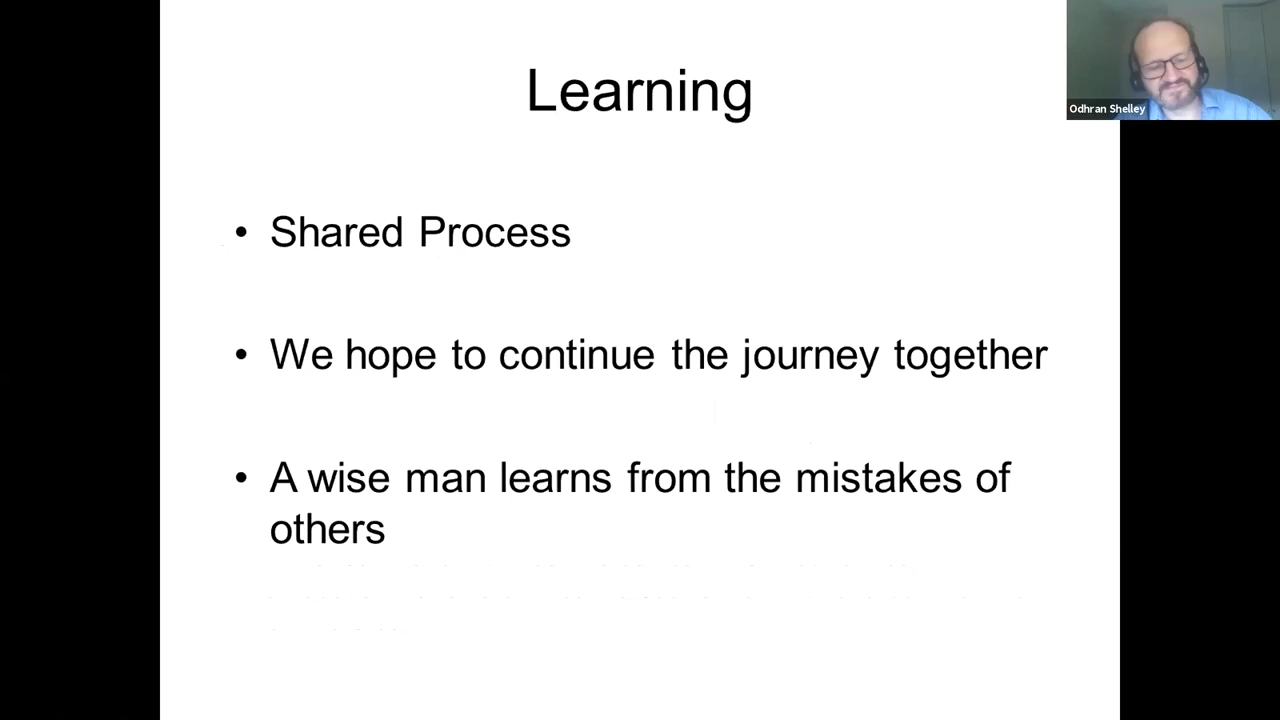 Learning
Odhran Shelley
• Shared Process
• We hope to continue the journey together
• A wise man learns from the mistakes of
others